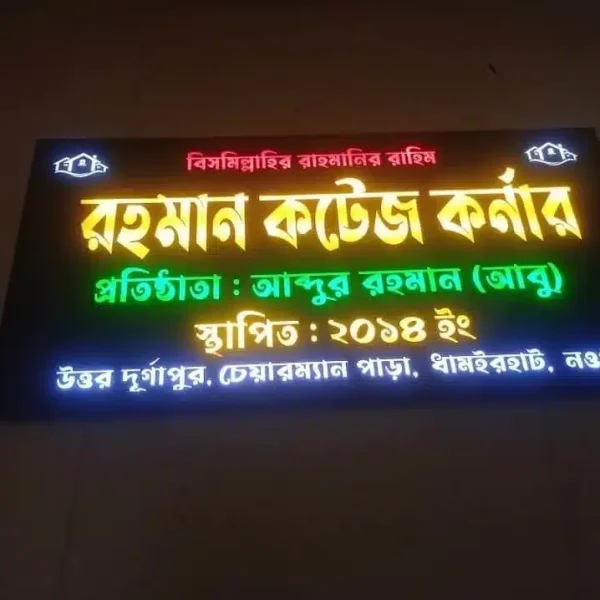 বিসমিল্লাহির রাহমানির রাহিম
রহমান কটেজ কর্নার
প্রতিষ্ঠাতা : আব্দুর রহমান (আবু)
স্থাপিত : ২০১৪ ইং
উত্তর দূর্গাপুর, চেয়ারম্যান পাড়া, ধামইরহাট,